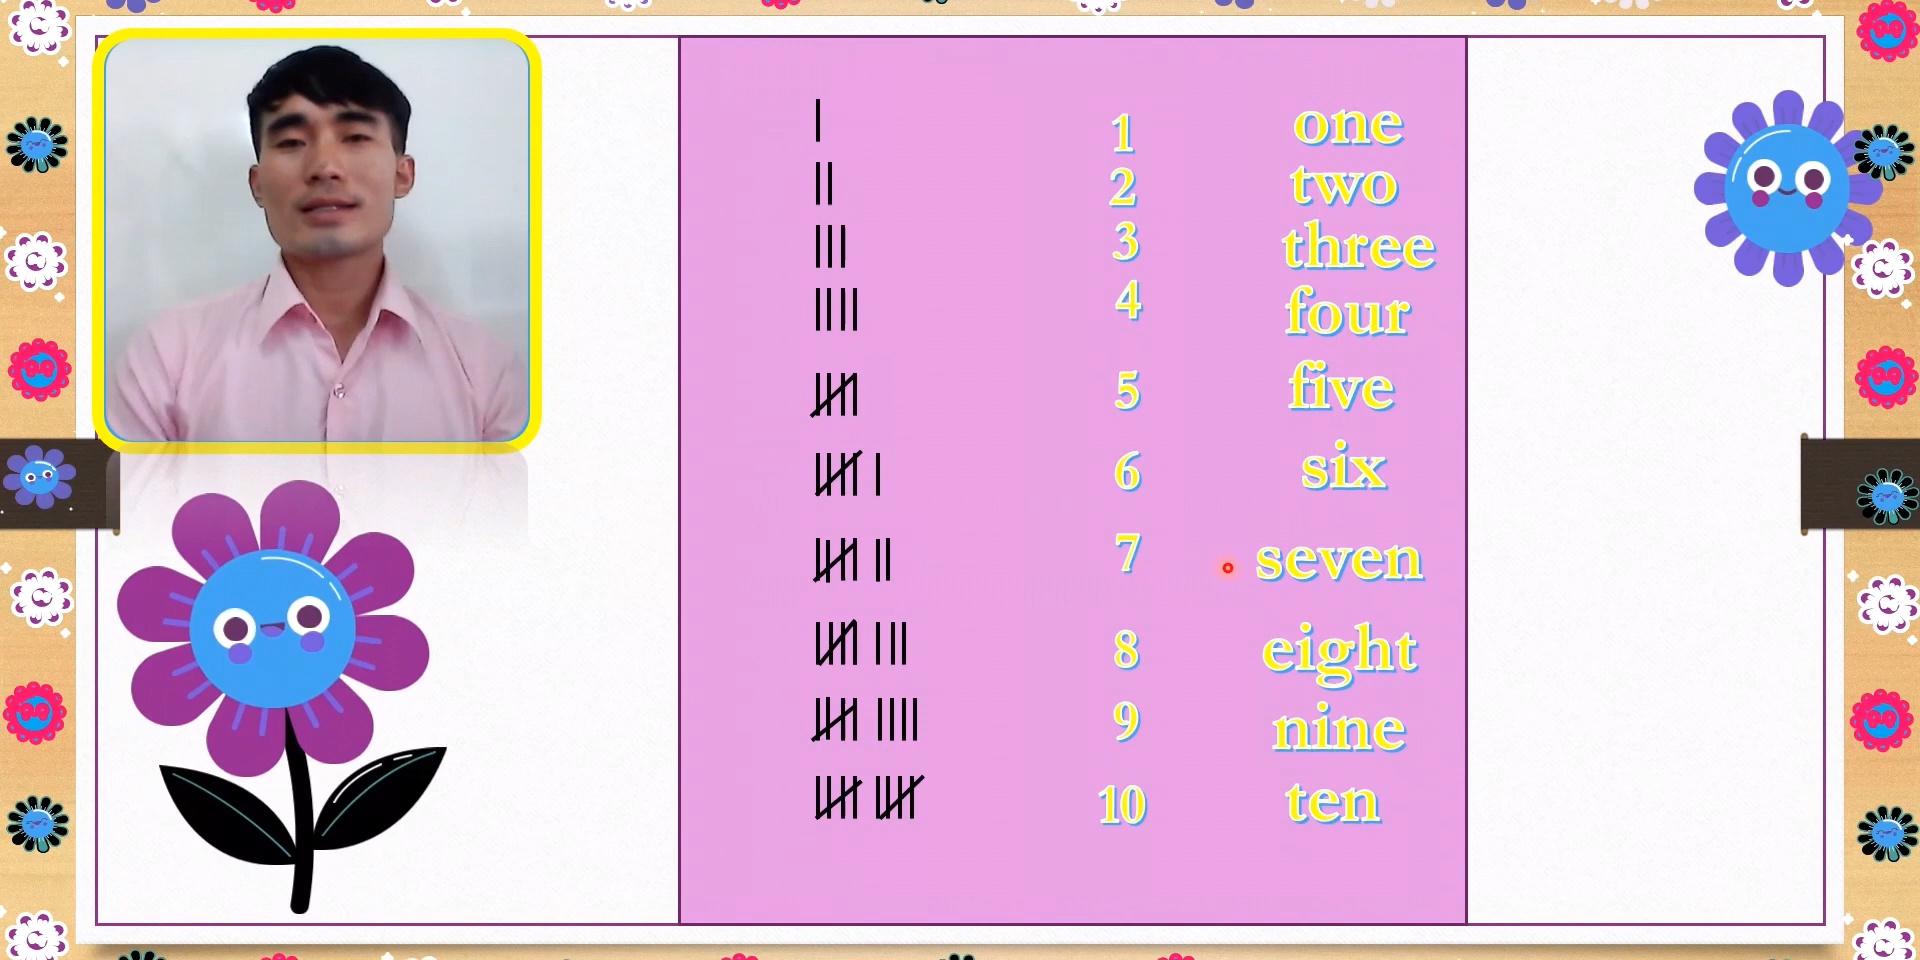 1 one
2 two
3 three
4 four
5 five
6 six
7 seven
8 eight
9 nine
10 ten